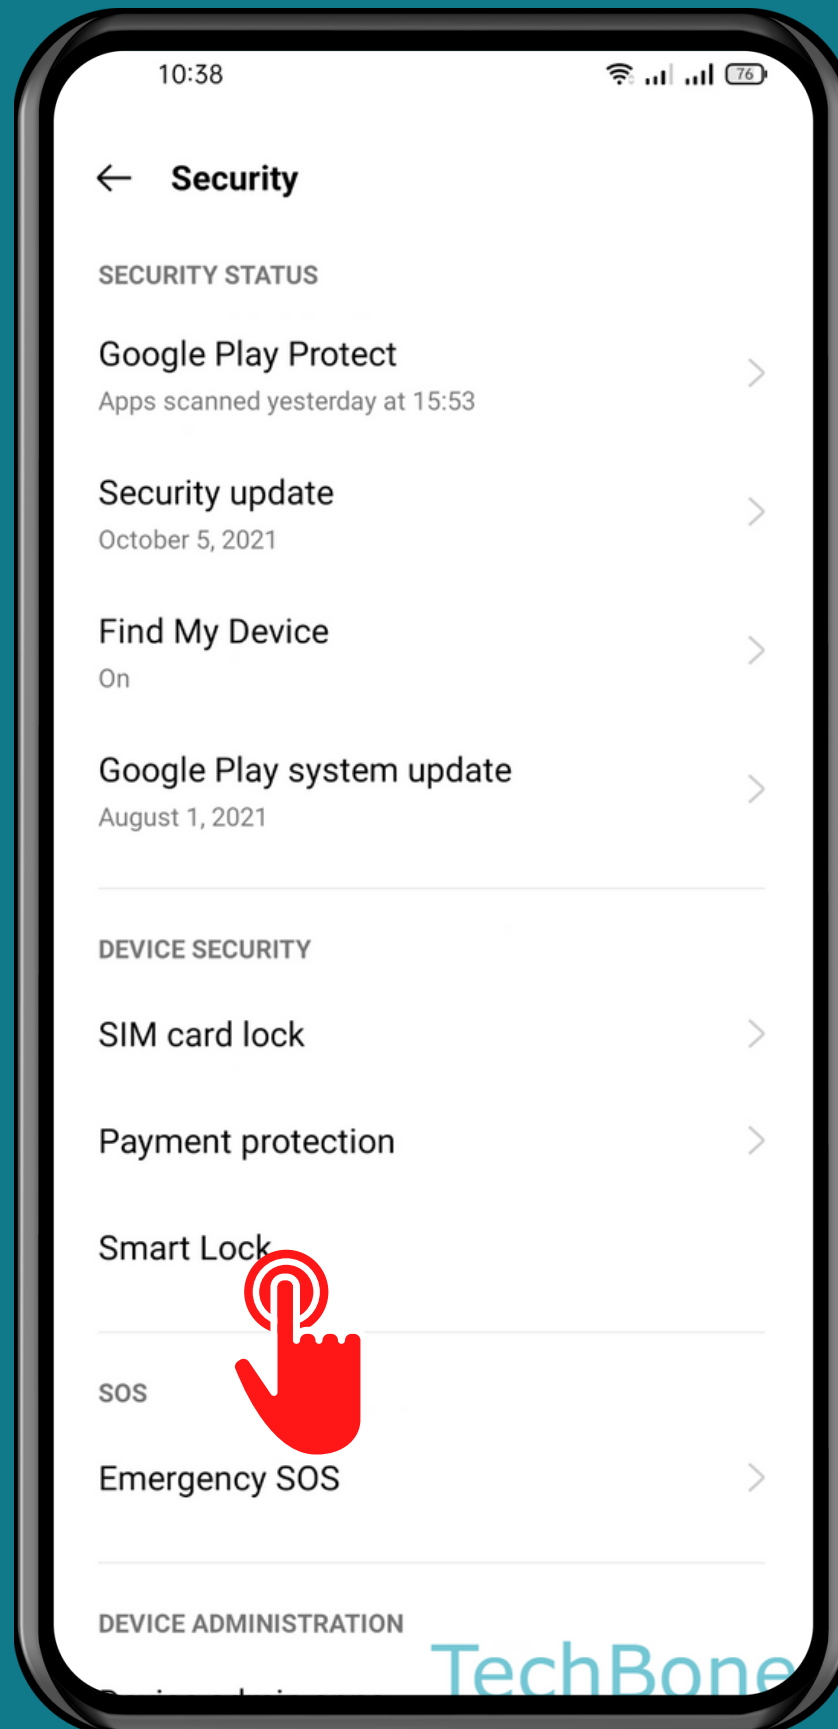 10:38
76
Security
SECURITY STATUS
Google Play Protect
Apps scanned yesterday at 15:53
Security update
October 5, 2021
Find My Device
On
Google Play system update
August 1, 2021
DEVICE SECURITY
SIM card lock
Payment protection
Smart Lock
SOS
Emergency SOS
DEVICE ADMINISTRATION
TechBone